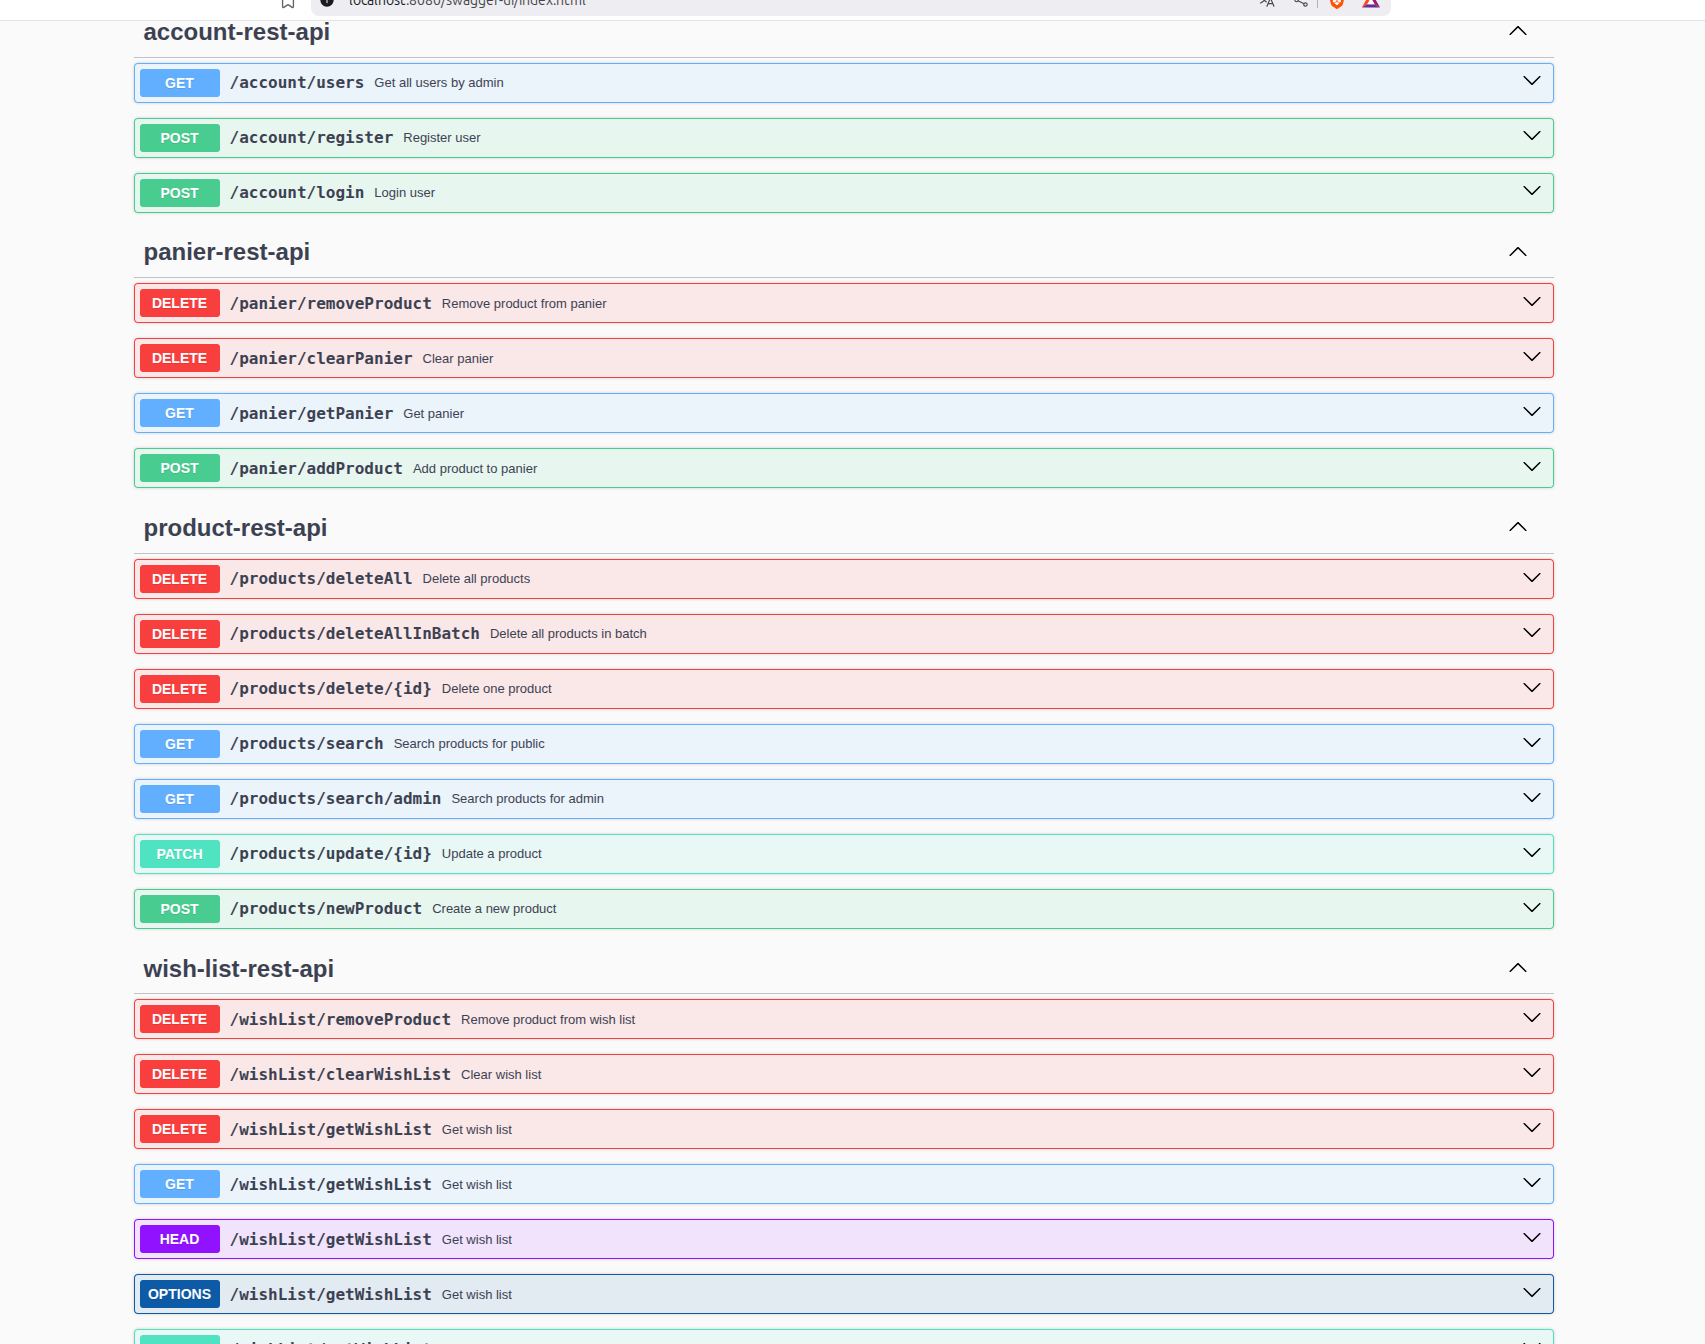 localhost:8080/swagger-ui/index.html
account-rest-api
GET /account/users Get all users by admin
POST /account/register Register user
POST /account/login Login user
panier-rest-api
DELETE /panier/removeProduct Remove product from panier
DELETE /panier/clearPanier Clear panier
GET /panier/getPanier Get panier
POST /panier/addProduct Add product to panier
product-rest-api
DELETE /products/deleteAll Delete all products
DELETE /products/deleteAllInBatch Delete all products in batch
DELETE /products/delete/{id} Delete one product
GET /products/search Search products for public
GET /products/search/admin Search products for admin
PATCH /products/update/{id} Update a product
POST /products/newProduct Create a new product
wish-list-rest-api
DELETE /wishList/removeProduct Remove product from wish list
DELETE /wishList/clearWishList Clear wish list
DELETE /wishList/getWishList Get wish list
GET /wishList/getWishList Get wish list
HEAD /wishList/getWishList Get wish list
OPTIONS /wishList/getWishList Get wish list